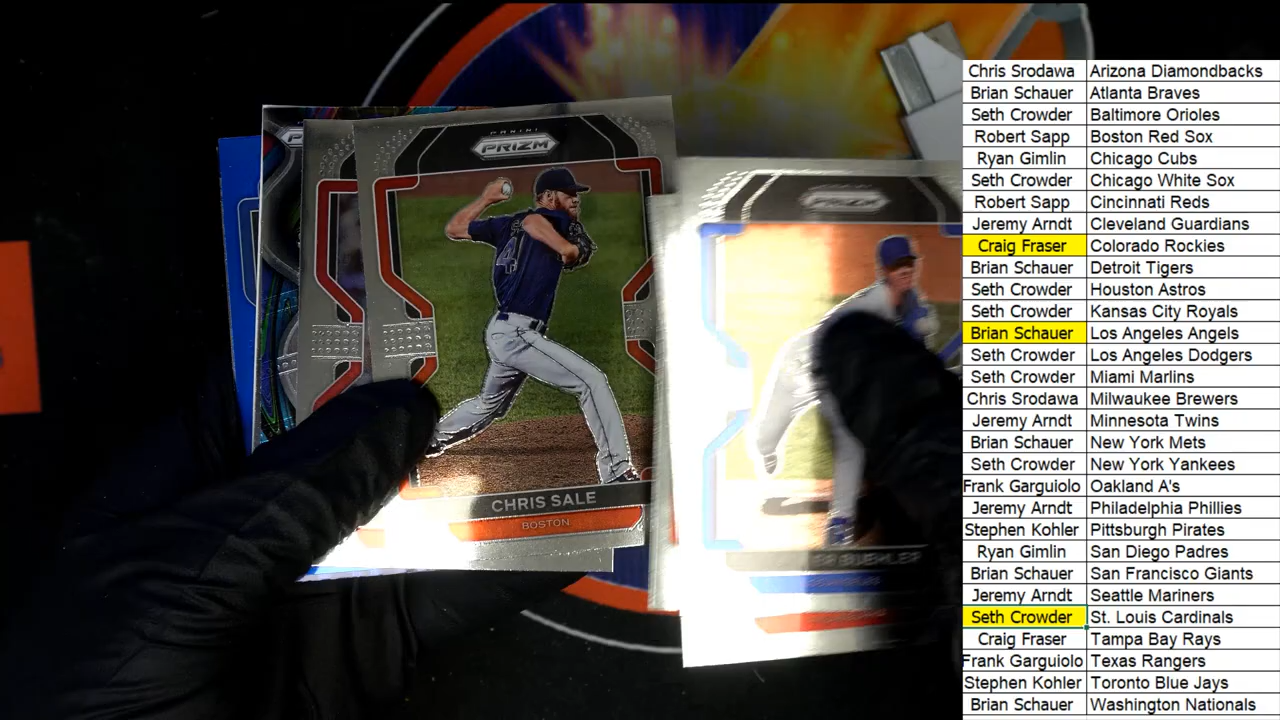 PANINI
PRIZM
PRIZM
CHRIS SALE
BOSTON
Chris Srodawa Arizona Diamondbacks
Brian Schauer Atlanta Braves
Seth Crowder Baltimore Orioles
Robert Sapp Boston Red Sox
Ryan Gimlin Chicago Cubs
Seth Crowder Chicago White Sox
Robert Sapp Cincinnati Reds
Jeremy Arndt Cleveland Guardians
Craig Fraser Colorado Rockies
Brian Schauer Detroit Tigers
Seth Crowder Houston Astros
Seth Crowder Kansas City Royals
Brian Schauer Los Angeles Angels
Seth Crowder Los Angeles Dodgers
Seth Crowder Miami Marlins
Chris Srodawa Milwaukee Brewers
Jeremy Arndt Minnesota Twins
Brian Schauer New York Mets
Seth Crowder New York Yankees
Frank Garguiolo Oakland A's
Jeremy Arndt Philadelphia Phillies
Stephen Kohler Pittsburgh Pirates
Ryan Gimlin San Diego Padres
Brian Schauer San Francisco Giants
Jeremy Arndt Seattle Mariners
Seth Crowder St. Louis Cardinals
Craig Fraser Tampa Bay Rays
Frank Garguiolo Texas Rangers
Stephen Kohler Toronto Blue Jays
Brian Schauer Washington Nationals